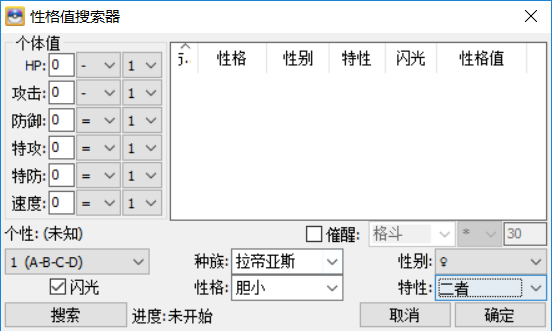 性格值搜索器
个体值
HP: 0 - 1
攻击: 0 - 1
防御: 0 = 1
特攻: 0 = 1
特防: 0 = 1
速度: 0 = 1
性格 性别 特性 闪光 性格值
个性: (未知)
催醒: 格斗 * 30
1 (A-B-C-D) 种族: 拉帝亚斯 性别: ♀
闪光 性格: 胆小 特性: 二者
搜索 进度: 未开始 取消 确定